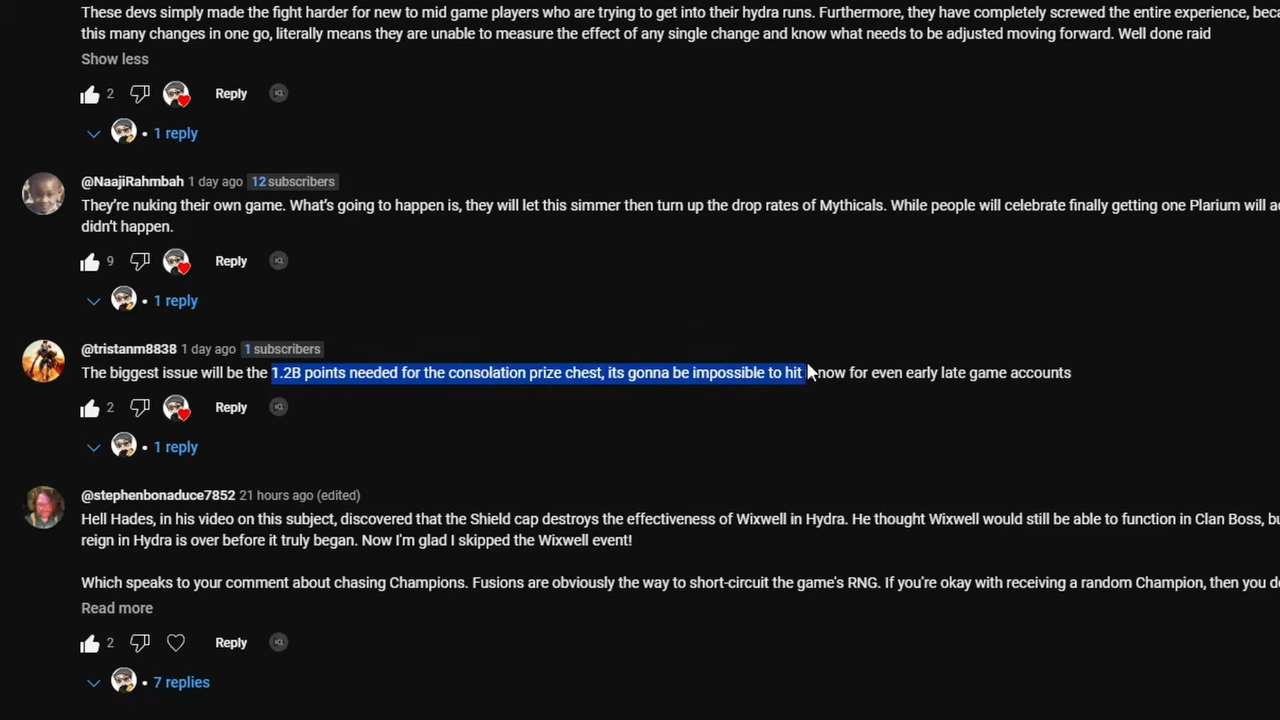 These devs simply made the fight harder for new to mid game players who are trying to get into their hydra runs. Furthermore, they have completely screwed the entire experience,
this many changes in one go, literally means they are unable to measure the effect of any single change and know what needs to be adjusted moving forward. Well done raid
Show less
2 Reply
1 reply
@NaajiRahmbah 1 day ago 12 subscribers
They're nuking their own game. What's going to happen is, they will let this simmer then turn up the drop rates of Mythicals. While people will celebrate finally getting one Plarium will
didn't happen.
9 Reply
1 reply
@tristanm8838 1 day ago 1 subscribers
The biggest issue will be the 1.2B points needed for the consolation prize chest, its gonna be impossible to hit now for even early late game accounts
2 Reply
1 reply
@stephenbonaduce7852 21 hours ago (edited)
Hell Hades, in his video on this subject, discovered that the Shield cap destroys the effectiveness of Wixwell in Hydra. He thought Wixwell would still be able to function in Clan Boss,
reign in Hydra is over before it truly began. Now I'm glad I skipped the Wixwell event!
Which speaks to your comment about chasing Champions. Fusions are obviously the way to short-circuit the game's RNG. If you're okay with receiving a random Champion, then you
Read more
2 Reply
7 replies